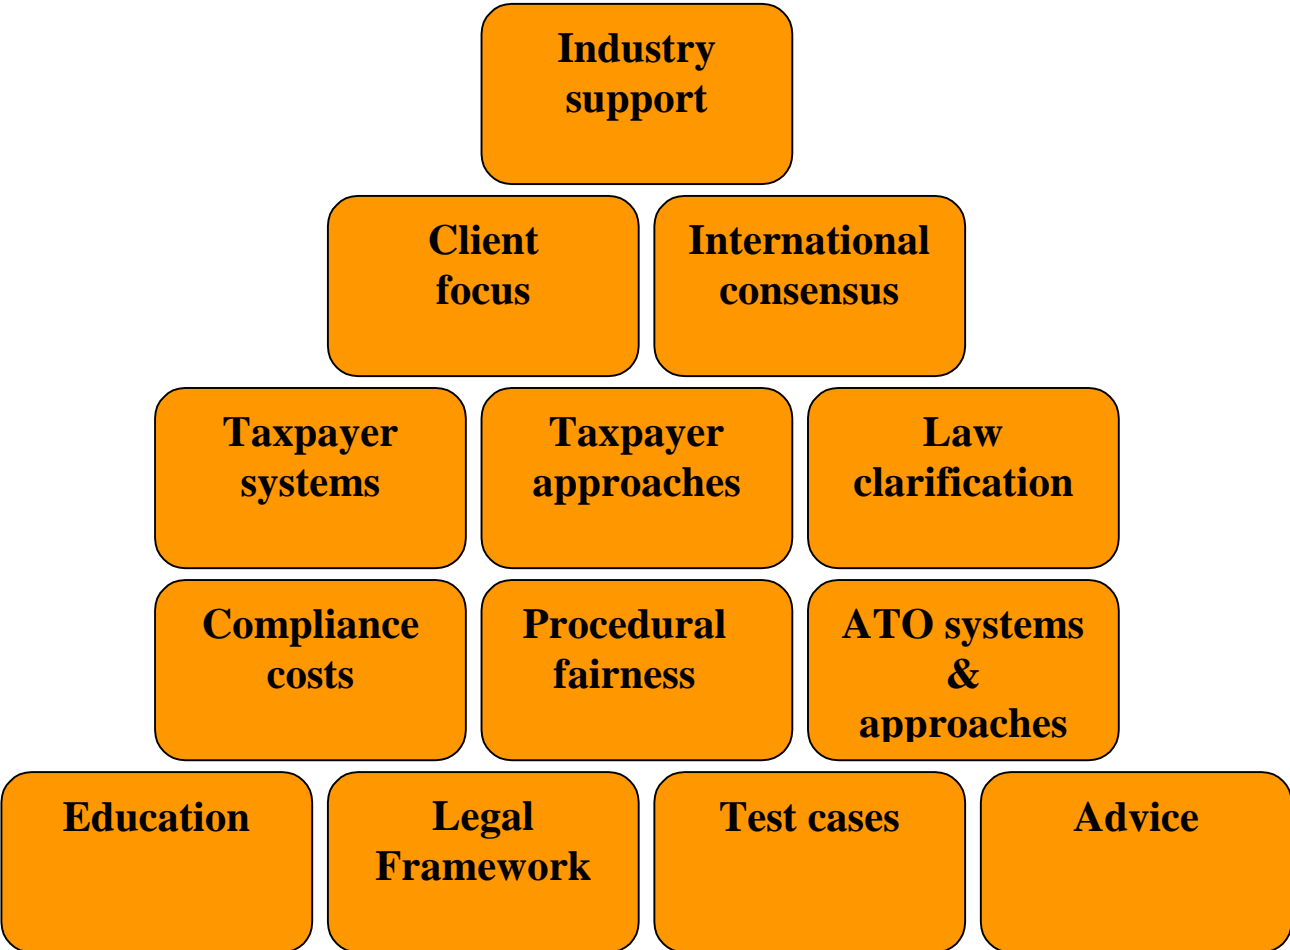 Industry
support
Client
focus
International
consensus
Taxpayer
systems
Taxpayer
approaches
Law
clarification
Compliance
costs
Procedural
fairness
ATO systems
&
approaches
Education
Legal
Framework
Test cases
Advice